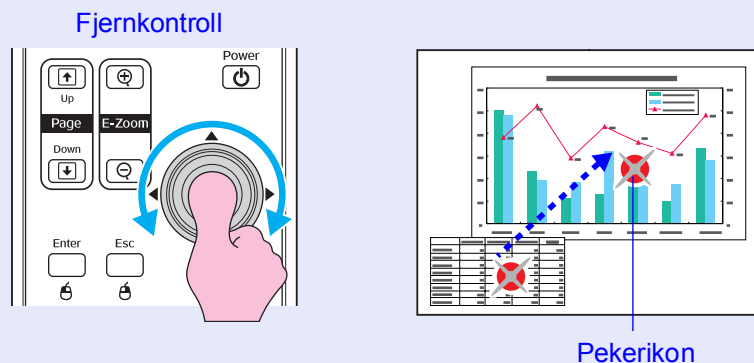 Fjernkontroll
Power
Up
Page
E-Zoom
Down
Enter
Esc
Pekerikon